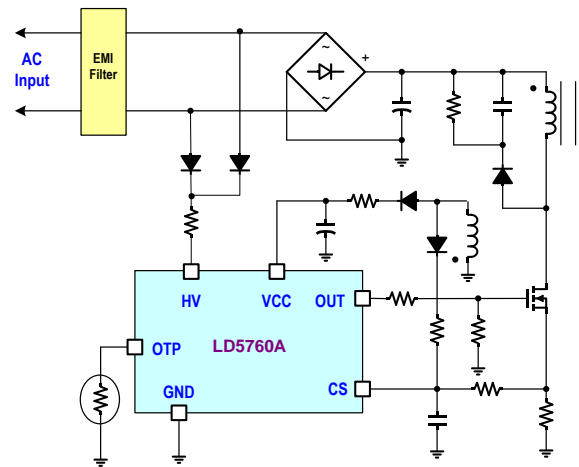 AC
Input
EMI
Filter
~
+
~
HV
VCC
OUT
LD5760A
OTP
GND
CS